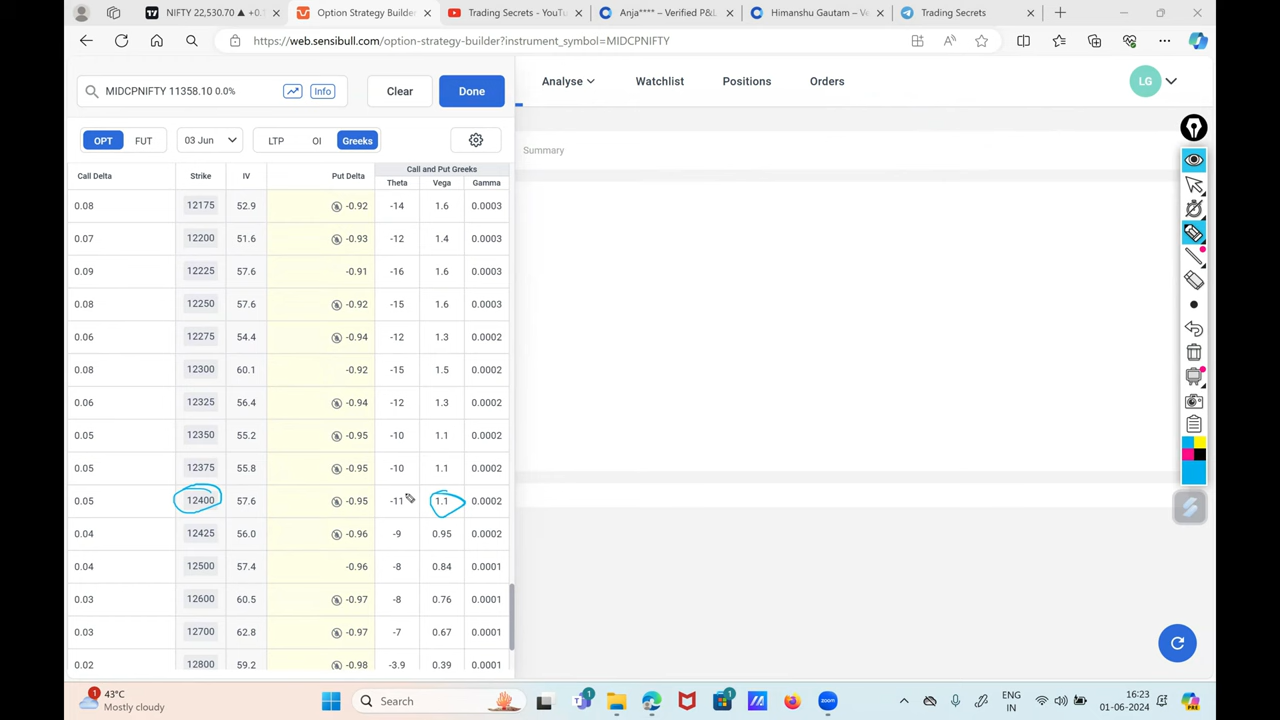 NIFTY 22,530.70 ▲ +0.
Option Strategy Builder
Trading Secrets - YouTu
Anja**** – Verified P&L
Himanshu Gautam – Ve
Trading Secrets
https://web.sensibull.com/option-strategy-builder?instrument_symbol=MIDCPNIFTY
MIDCPNIFTY 11358.10 0.0% Info Clear Done
Analyse Watchlist Positions Orders LG
OPT FUT 03 Jun LTP OI Greeks
Summary
Call and Put Greeks
Call Delta Strike IV Put Delta Theta Vega Gamma
0.08 12175 52.9 -0.92 -14 1.6 0.0003
0.07 12200 51.6 -0.93 -12 1.4 0.0003
0.09 12225 57.6 -0.91 -16 1.6 0.0003
0.08 12250 57.6 -0.92 -15 1.6 0.0003
0.06 12275 54.4 -0.94 -12 1.3 0.0002
0.08 12300 60.1 -0.92 -15 1.5 0.0002
0.06 12325 56.4 -0.94 -12 1.3 0.0002
0.05 12350 55.2 -0.95 -10 1.1 0.0002
0.05 12375 55.8 -0.95 -10 1.1 0.0002
0.05 12400 57.6 -0.95 -11 1.1 0.0002
0.04 12425 56.0 -0.96 -9 0.95 0.0002
0.04 12500 57.4 -0.96 -8 0.84 0.0001
0.03 12600 60.5 -0.97 -8 0.76 0.0001
0.03 12700 62.8 -0.97 -7 0.67 0.0001
0.02 12800 59.2 -0.98 -3.9 0.39 0.0001
1 43°C
Mostly cloudy
Search
1
1
zoom
ENG
IN
16:23
01-06-2024
PRE